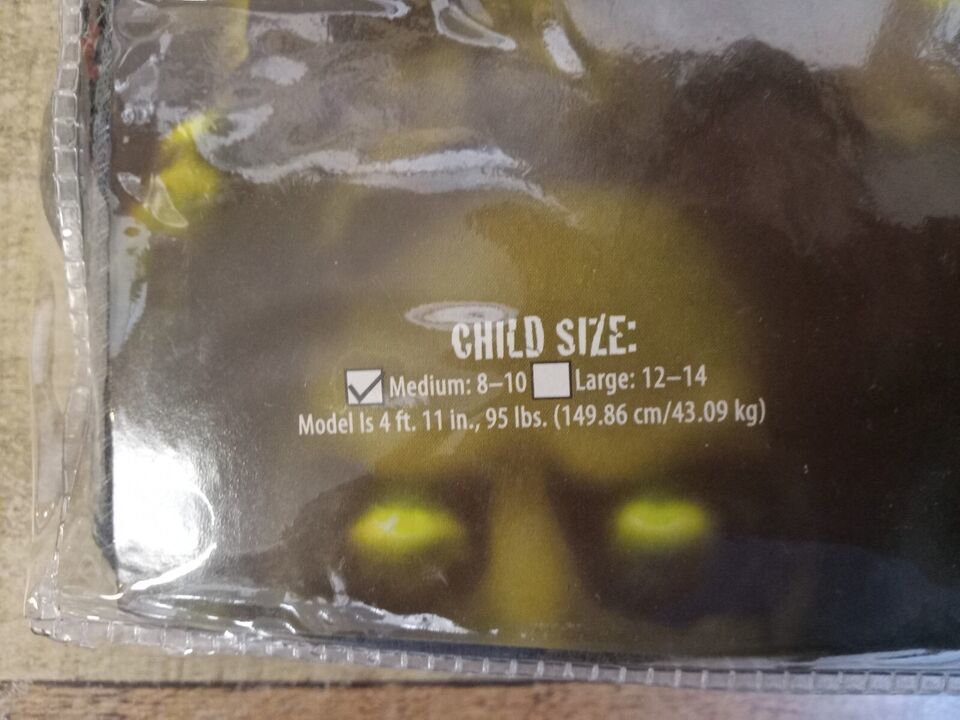 CHILD SIZE:
Medium: 8–10 Large: 12–14
Model Is 4 ft. 11 in., 95 lbs. (149.86 cm/43.09 kg)